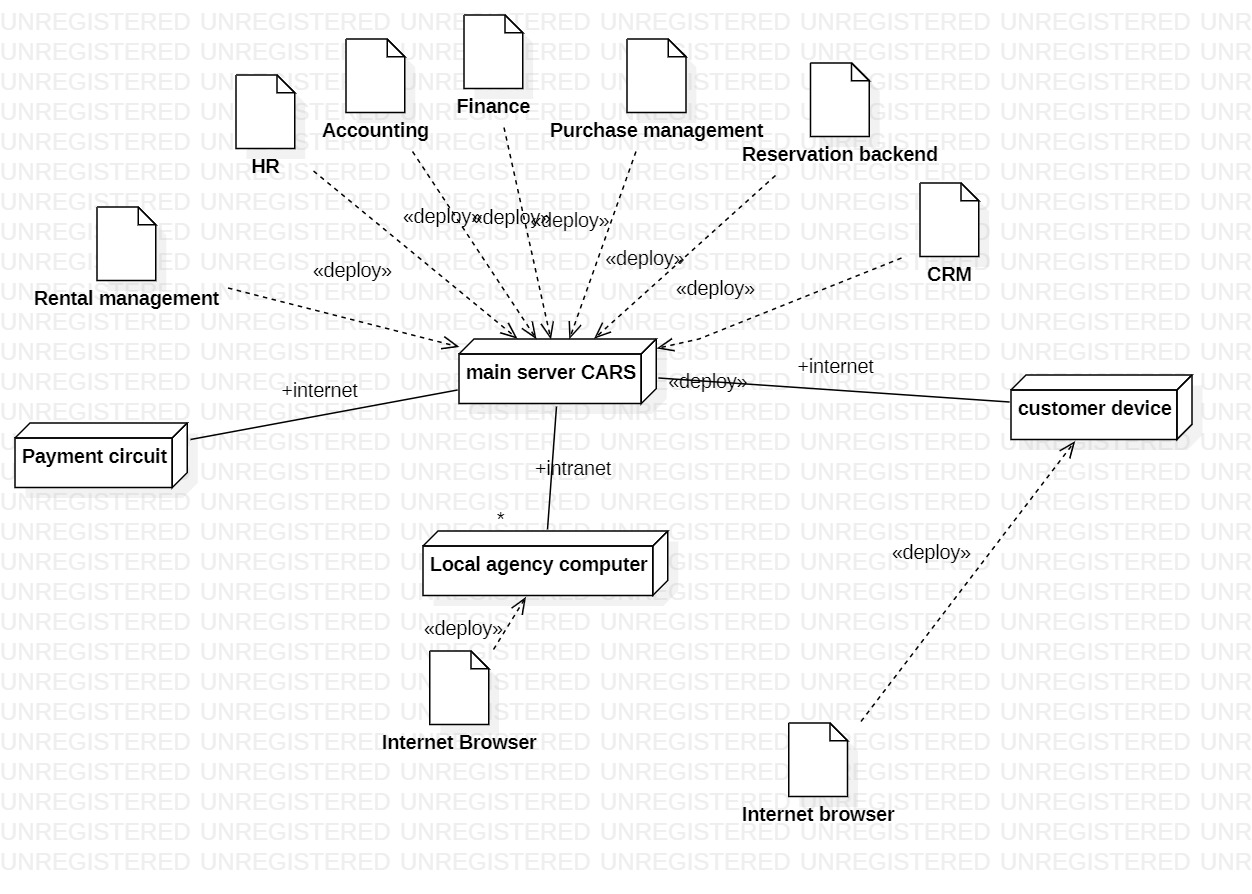 UNREGISTERED
Finance
Accounting
Purchase management
Reservation backend
HR
«deploy»
«deploy»
«deploy»
«deploy»
«deploy»
«deploy»
CRM
Rental management
main server CARS
«deploy»
+internet
+internet
customer device
Payment circuit
+intranet
*
Local agency computer
«deploy»
«deploy»
Internet Browser
Internet browser